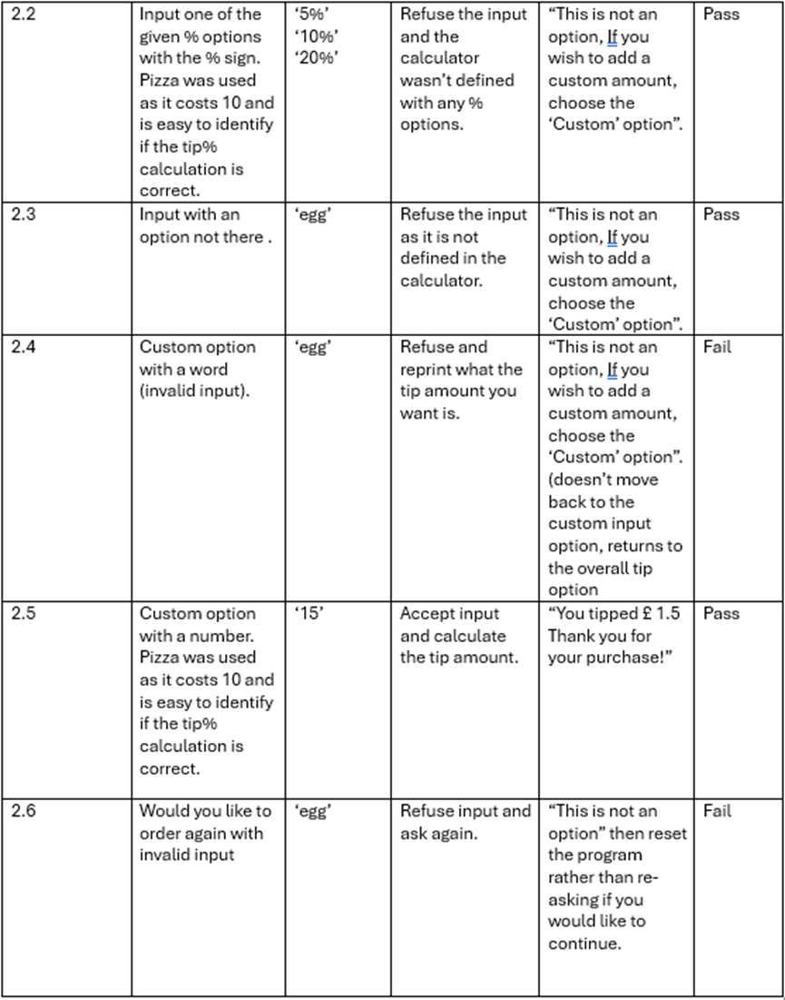 2.2
Input one of the
given % options
with the % sign.
Pizza was used
as it costs 10 and
is easy to identify
if the tip%
calculation is
correct.
‘5%’
‘10%’
‘20%’
Refuse the input
and the
calculator
wasn’t defined
with any %
options.
“This is not an
option, If you
wish to add a
custom amount,
choose the
‘Custom’ option”.
Pass
2.3
Input with an
option not there .
‘egg’
Refuse the input
as it is not
defined in the
calculator.
“This is not an
option, If you
wish to add a
custom amount,
choose the
‘Custom’ option”.
Pass
2.4
Custom option
with a word
(invalid input).
‘egg’
Refuse and
reprint what the
tip amount you
want is.
“This is not an
option, If you
wish to add a
custom amount,
choose the
‘Custom’ option”.
(doesn’t move
back to the
custom input
option, returns to
the overall tip
option
Fail
2.5
Custom option
with a number.
Pizza was used
as it costs 10 and
is easy to identify
if the tip%
calculation is
correct.
‘15’
Accept input
and calculate
the tip amount.
“You tipped £ 1.5
Thank you for
your purchase!”
Pass
2.6
Would you like to
order again with
invalid input
‘egg’
Refuse input and
ask again.
“This is not an
option” then reset
the program
rather than re-
asking if you
would like to
continue.
Fail